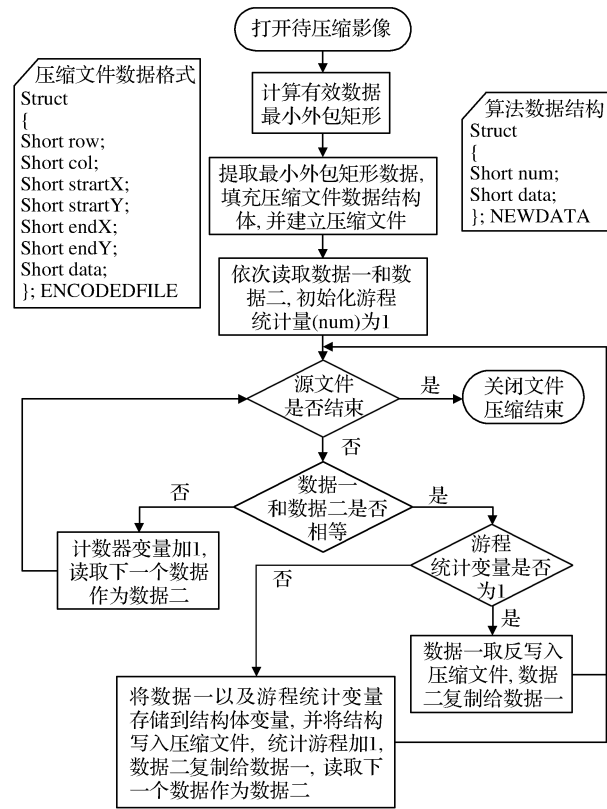 打开待压缩影像
压缩文件数据格式
Struct
{
Short row;
Short col;
Short strartX;
Short strartY;
Short endX;
Short endY;
Short data;
}; ENCODEDFILE
计算有效数据
最小外包矩形
算法数据结构
Struct
{
Short num;
Short data;
}; NEWDATA
提取最小外包矩形数据,
填充压缩文件数据结构
体, 并建立压缩文件
依次读取数据一和数
据二, 初始化游程
统计量(num)为1
源文件
是否结束
是
关闭文件
压缩结束
否
数据一
和数据二是否
相等
否
是
计数器变量加1,
读取下一个数据
作为数据二
游程
统计变量是否
为1
否
是
数据一取反写入
压缩文件, 数据
二复制给数据一
将数据一以及游程统计变量
存储到结构体变量, 并将结构
写入压缩文件, 统计游程加1,
数据二复制给数据一, 读取下
一个数据作为数据二